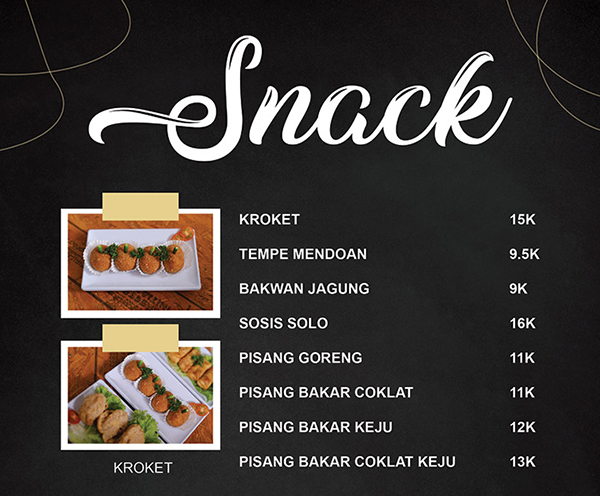 Snack
KROKET 15K
TEMPE MENDOAN 9.5K
BAKWAN JAGUNG 9K
SOSIS SOLO 16K
PISANG GORENG 11K
PISANG BAKAR COKLAT 11K
PISANG BAKAR KEJU 12K
PISANG BAKAR COKLAT KEJU 13K
KROKET